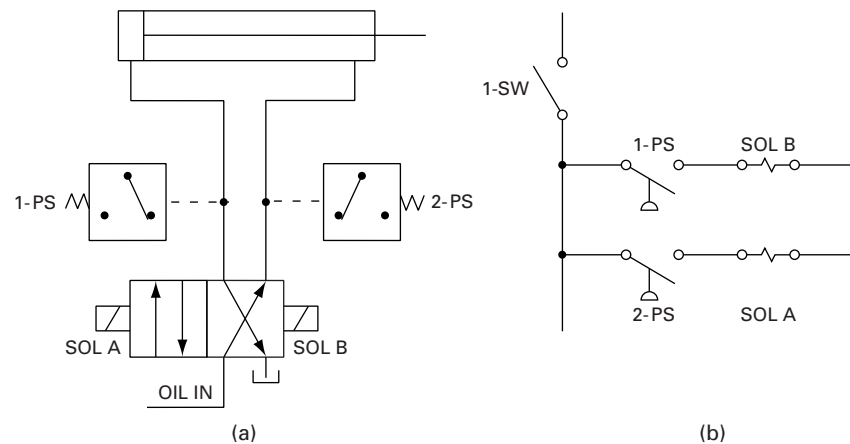 1-SW
1-PS
SOL B
1-PS
2-PS
2-PS
SOL A
SOL A
SOL B
OIL IN
(a)
(b)